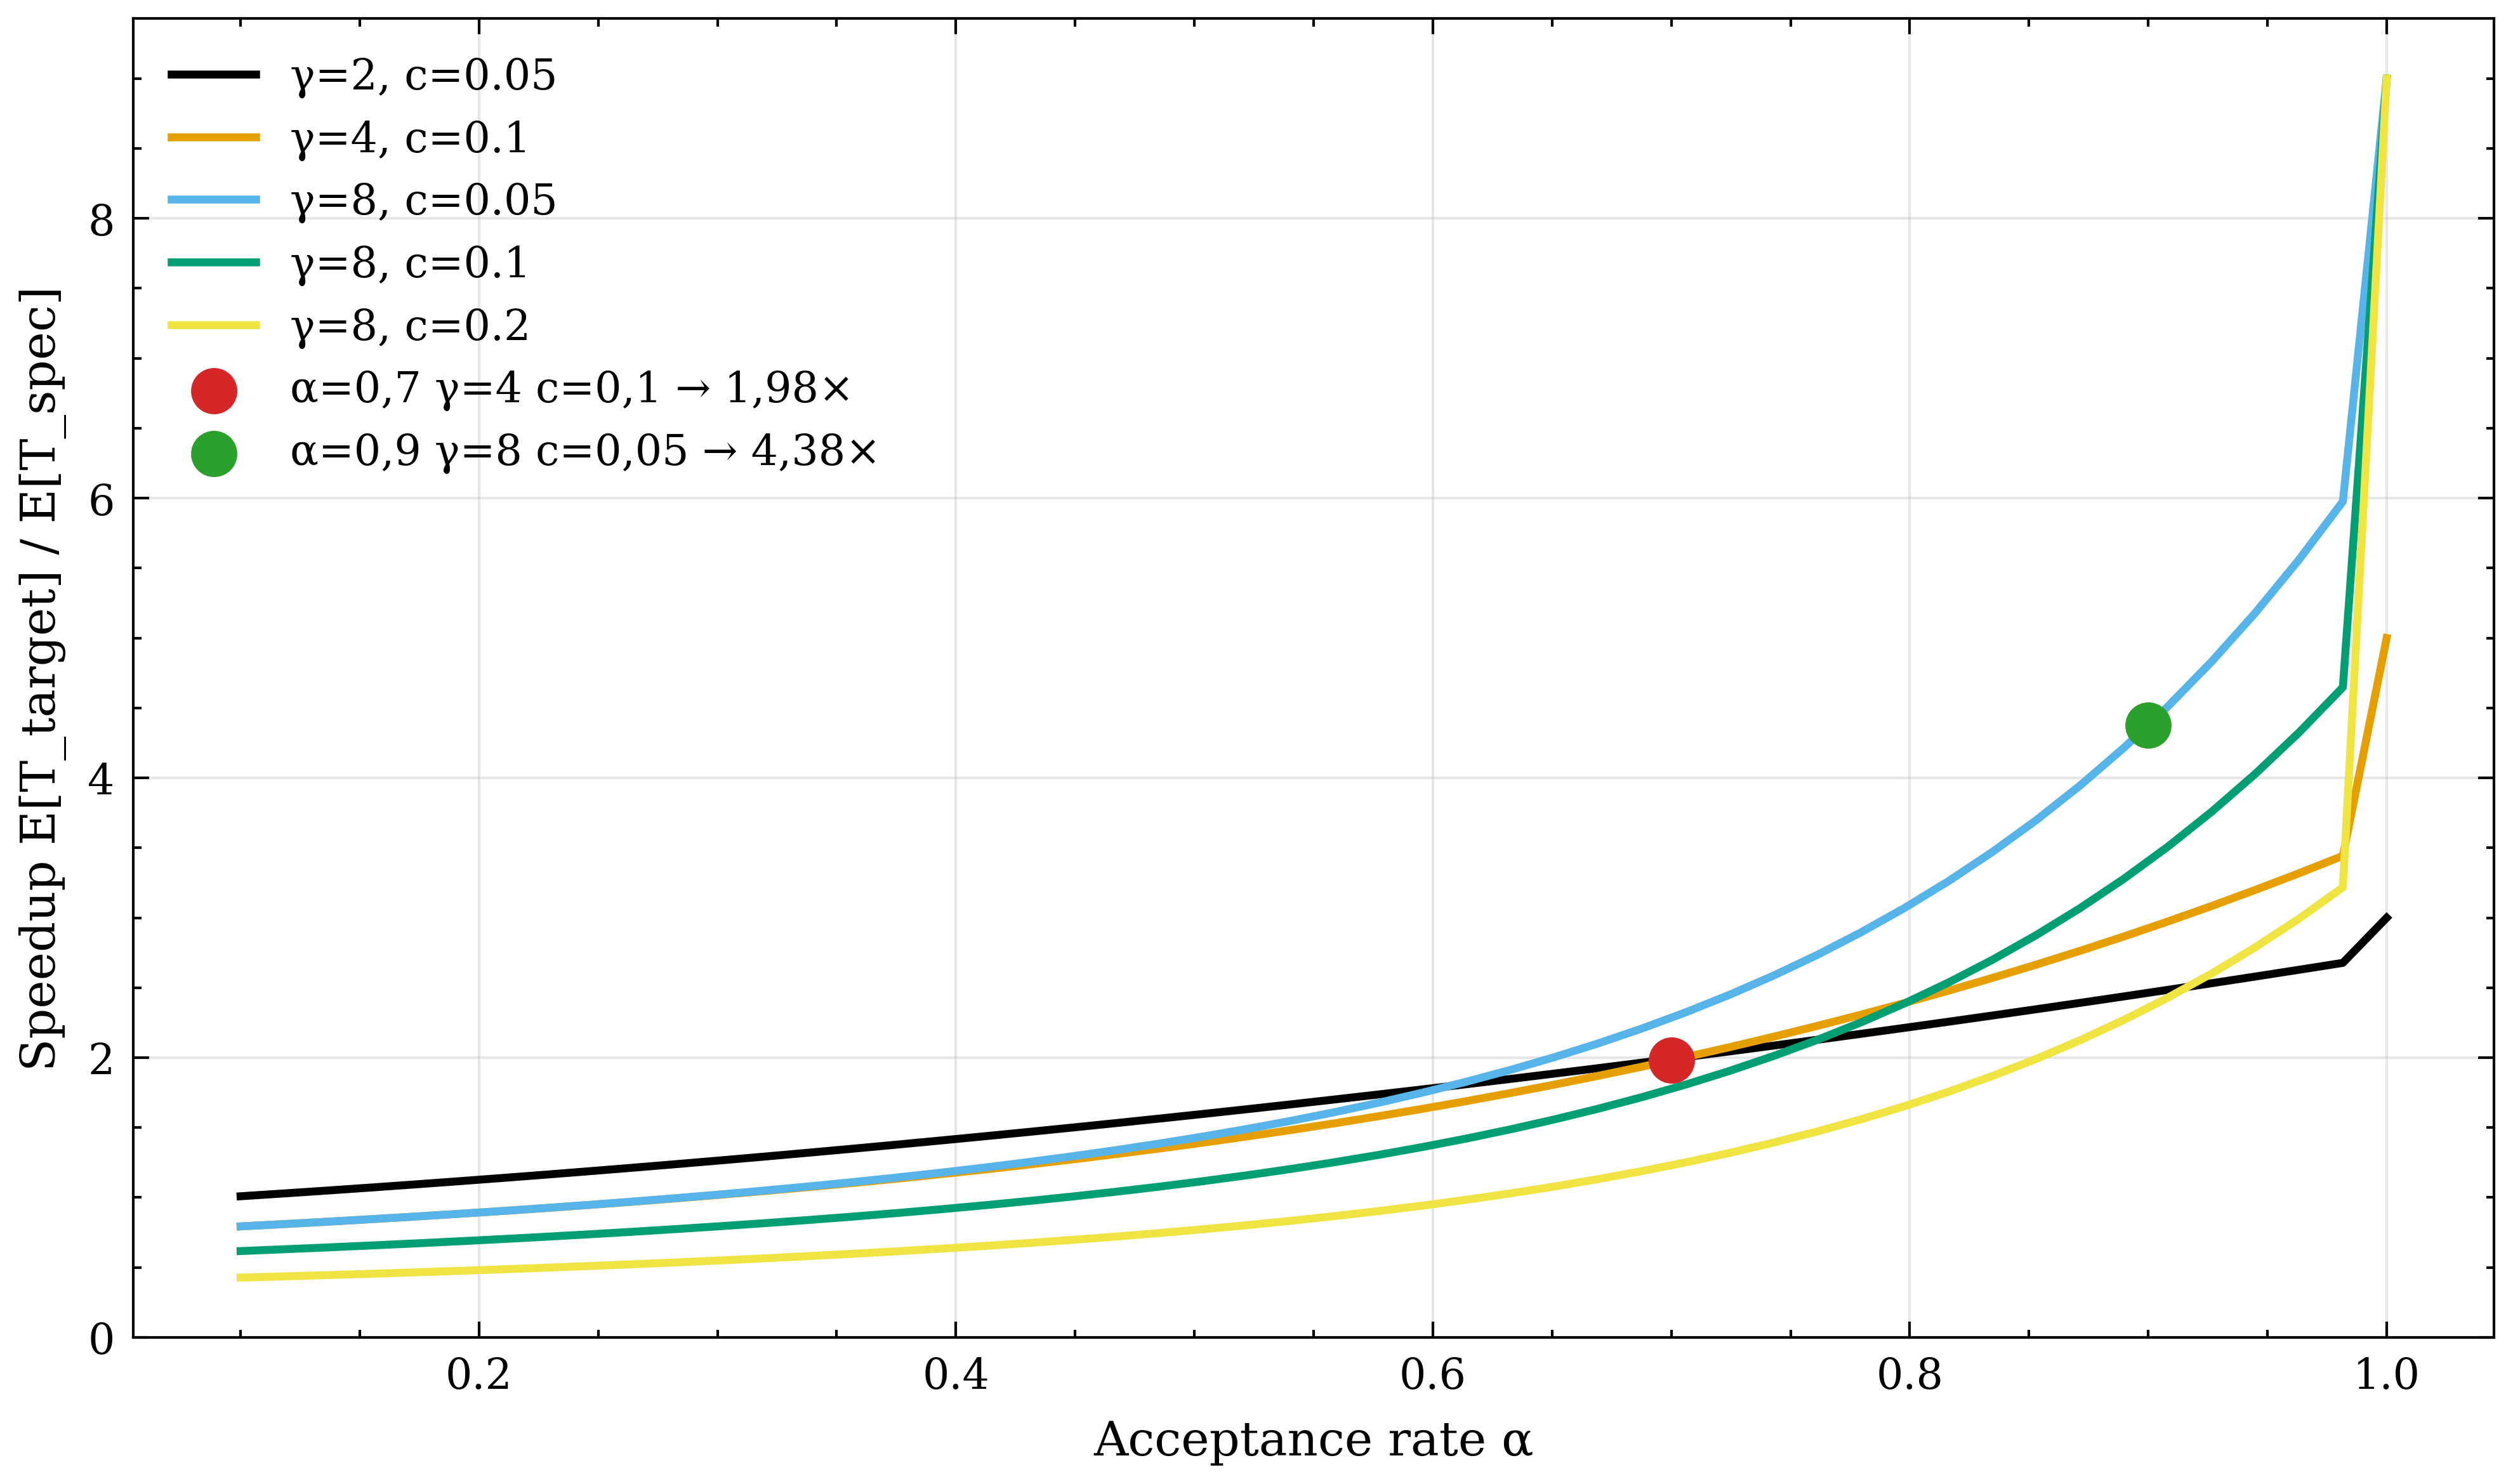 γ=2, c=0.05
γ=4, c=0.1
γ=8, c=0.05
γ=8, c=0.1
γ=8, c=0.2
α=0,7 γ=4 c=0,1 → 1,98×
α=0,9 γ=8 c=0,05 → 4,38×
Speedup E[T_target] / E[T_spec]
8
6
4
2
0
0.2 0.4 0.6 0.8 1.0
Acceptance rate α